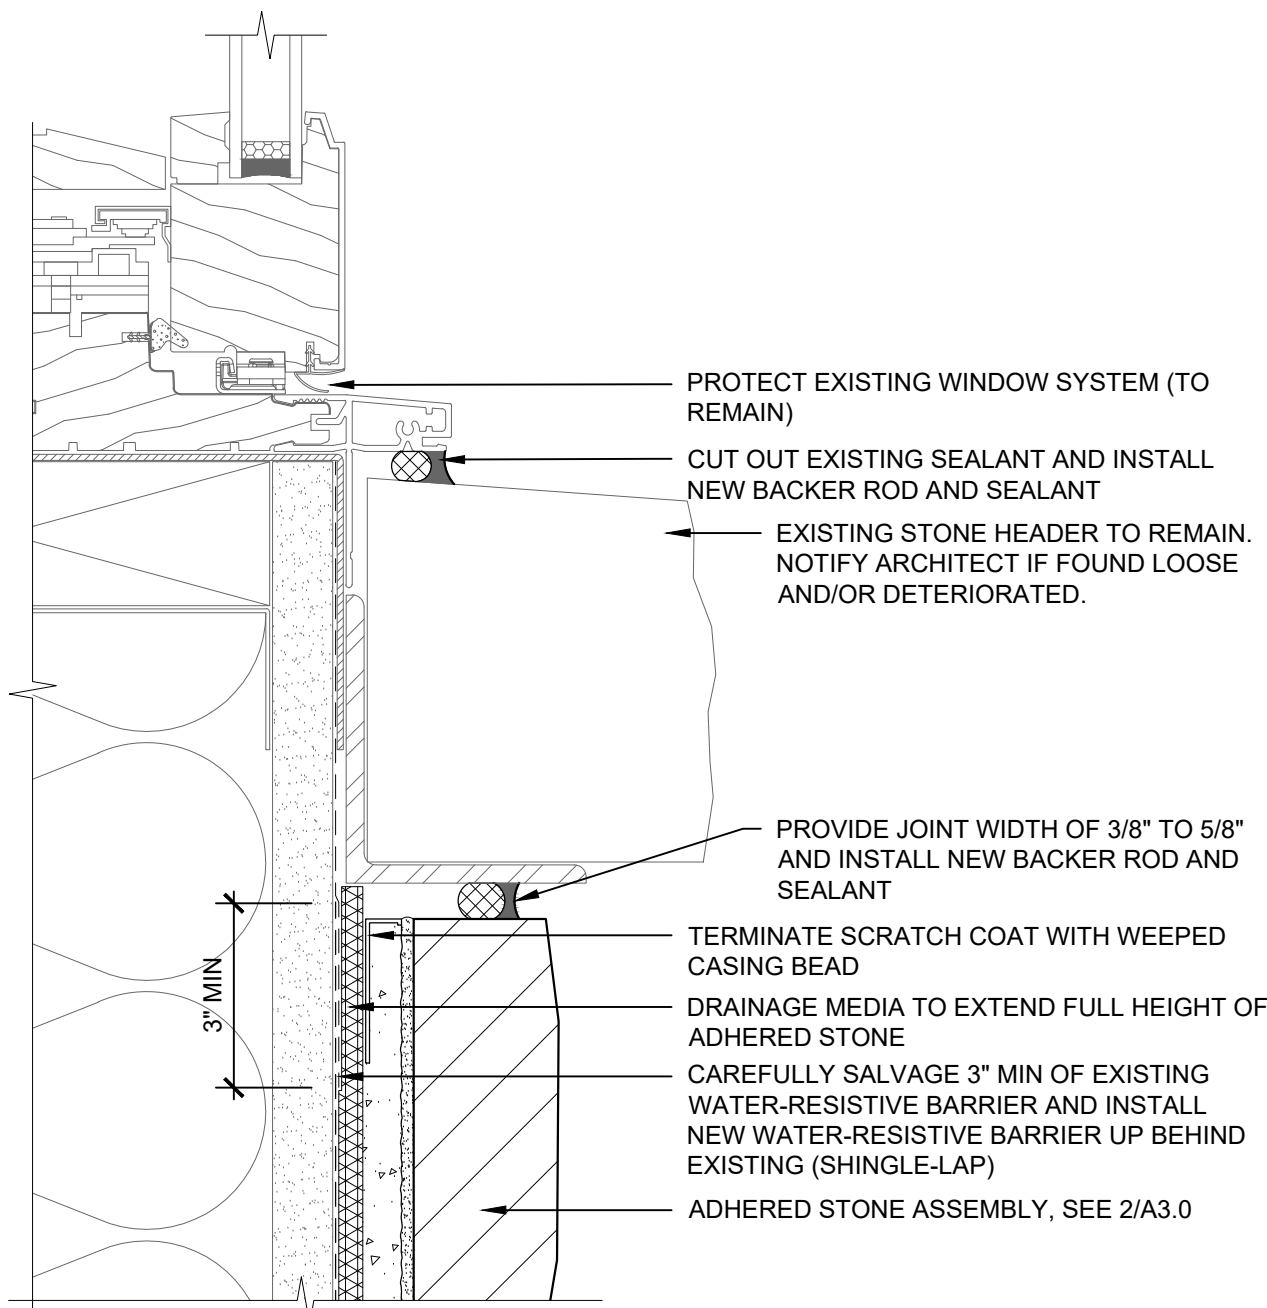 PROTECT EXISTING WINDOW SYSTEM (TO
REMAIN)
CUT OUT EXISTING SEALANT AND INSTALL
NEW BACKER ROD AND SEALANT
EXISTING STONE HEADER TO REMAIN.
NOTIFY ARCHITECT IF FOUND LOOSE
AND/OR DETERIORATED.
PROVIDE JOINT WIDTH OF 3/8" TO 5/8"
AND INSTALL NEW BACKER ROD AND
SEALANT
TERMINATE SCRATCH COAT WITH WEEPED
CASING BEAD
3" MIN
DRAINAGE MEDIA TO EXTEND FULL HEIGHT OF
ADHERED STONE
CAREFULLY SALVAGE 3" MIN OF EXISTING
WATER-RESISTIVE BARRIER AND INSTALL
NEW WATER-RESISTIVE BARRIER UP BEHIND
EXISTING (SHINGLE-LAP)
ADHERED STONE ASSEMBLY, SEE 2/A3.0